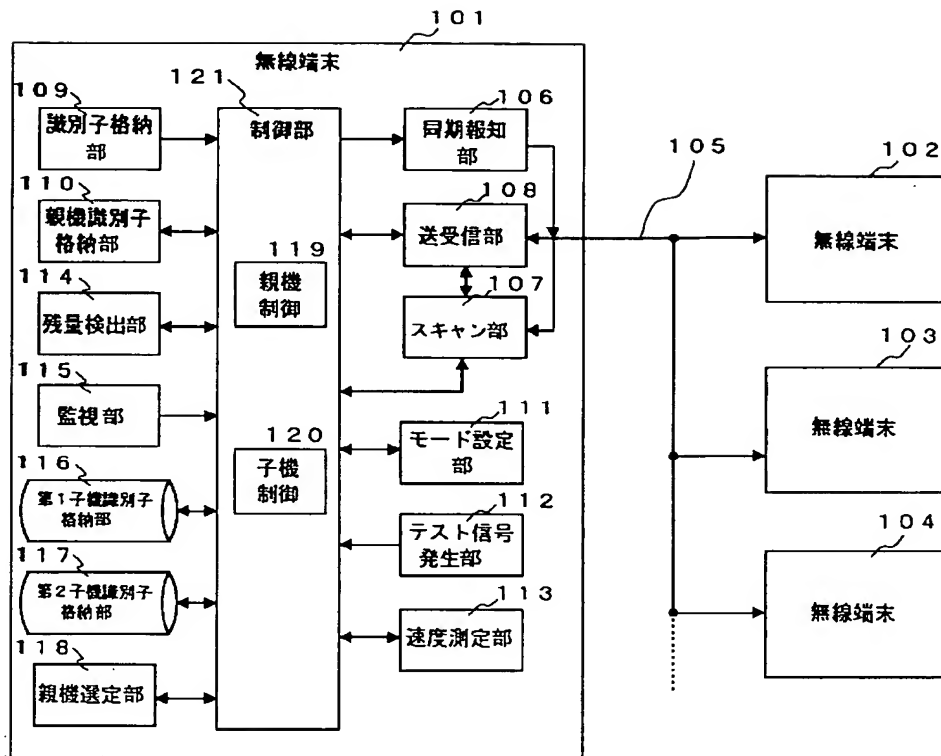 101
無線端末
121
109
識別子格納
部
制御部
106
同期報知
部
105
102
無線端末
110
親機識別子
格納部
108
送受信部
119
親機
制御
107
スキャン部
114
残量検出部
103
無線端末
115
監視部
111
モード設定
部
120
子機
制御
116
第1子機識別子
格納部
112
テスト信号
発生部
104
無線端末
117
第2子機識別子
格納部
113
速度測定部
118
親機選定部